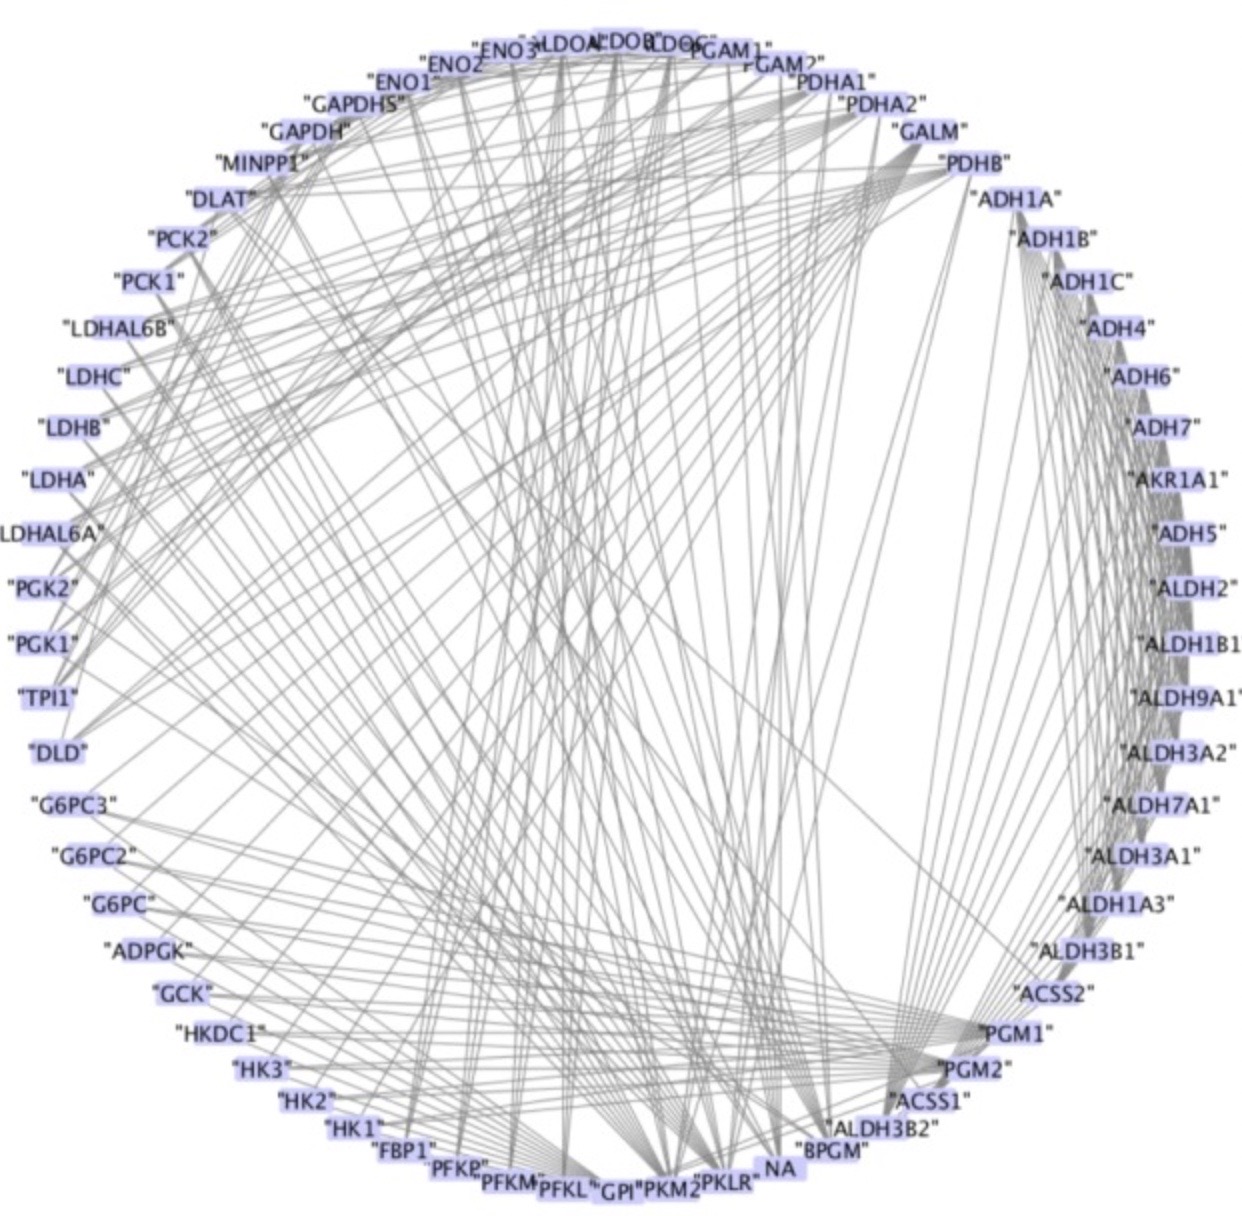 "ALDOA"
"ALDOB"
"ALDOC"
"PGAM1"
"PGAM2"
"PDHA1"
"PDHA2"
"GALM"
"PDHB"
"ADH1A"
"ADH1B"
"ADH1C"
"ADH4"
"ADH6"
"ADH7"
"AKR1A1"
"ADH5"
"ALDH2"
"ALDH1B1
"ALDH9A1"
"ALDH3A2"
"ALDH7A1"
"ALDH3A1"
"ALDH1A3"
"ALDH3B1"
"ACSS2"
"PGM1"
"PGM2"
"ACSS1"
"ALDH3B2"
"BPGM"
NA
"PKLR"
"PKM2
"GPI"
"PFKL"
"PFKM"
"PFKP"
"FBP1"
"HK1"
"HK2"
"HK3"
"HKDC1"
"GCK"
"ADPGK"
"G6PC"
"G6PC2"
"G6PC3"
"DLD"
"TPI1"
"PGK1"
"PGK2"
LDHAL6A"
"LDHA"
"LDHB"
"LDHC"
"LDHAL6B"
"PCK1"
"PCK2"
"DLAT"
"MINPP1"
"GAPDH"
"GAPDHS"
"ENO1"
"ENO2
"ENO3"